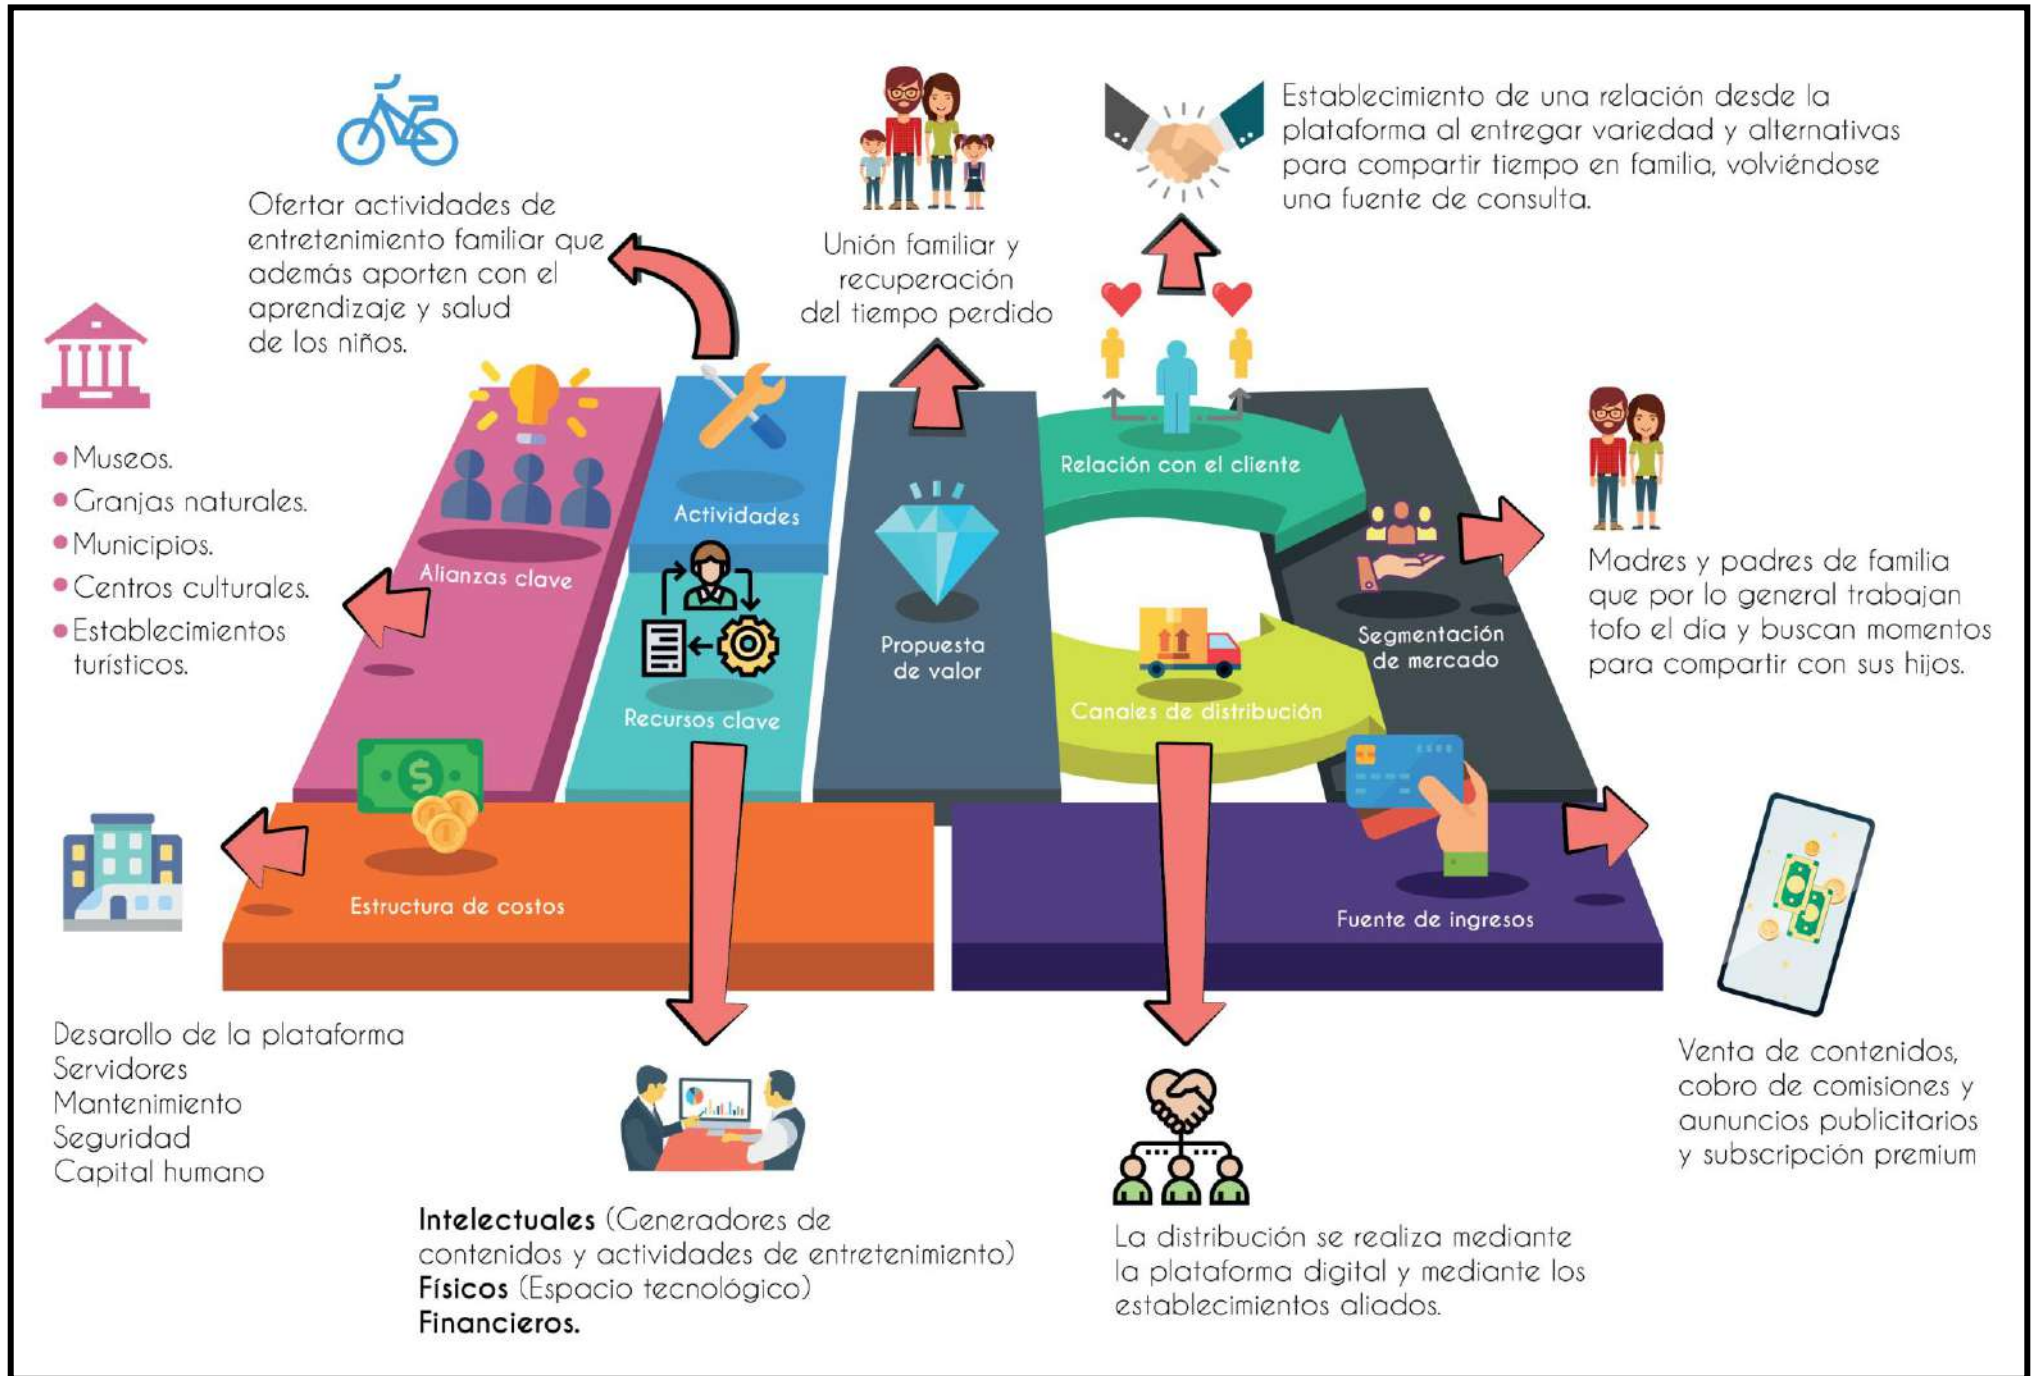 Ofertar actividades de
entretenimiento familiar que
además aporten con el
aprendizaje y salud
de los niños.
Unión familiar y
recuperación
del tiempo perdido
Establecimiento de una relación desde la
plataforma al entregar variedad y alternativas
para compartir tiempo en familia, volviéndose
una fuente de consulta.
• Museos.
• Granjas naturales.
• Municipios.
• Centros culturales.
• Establecimientos
turísticos.
Alianzas clave
Actividades
Recursos clave
Propuesta
de valor
Relación con el cliente
Canales de distribución
Segmentación
de mercado
Madres y padres de familia
que por lo general trabajan
tofo el día y buscan momentos
para compartir con sus hijos.
$
Estructura de costos
Fuente de ingresos
Desarollo de la plataforma
Servidores
Mantenimiento
Seguridad
Capital humano
Intelectuales (Generadores de
contenidos y actividades de entretenimiento)
Físicos (Espacio tecnológico)
Financieros.
La distribución se realiza mediante
la plataforma digital y mediante los
establecimientos aliados.
Venta de contenidos,
cobro de comisiones y
aununcios publicitarios
y subscripción premium